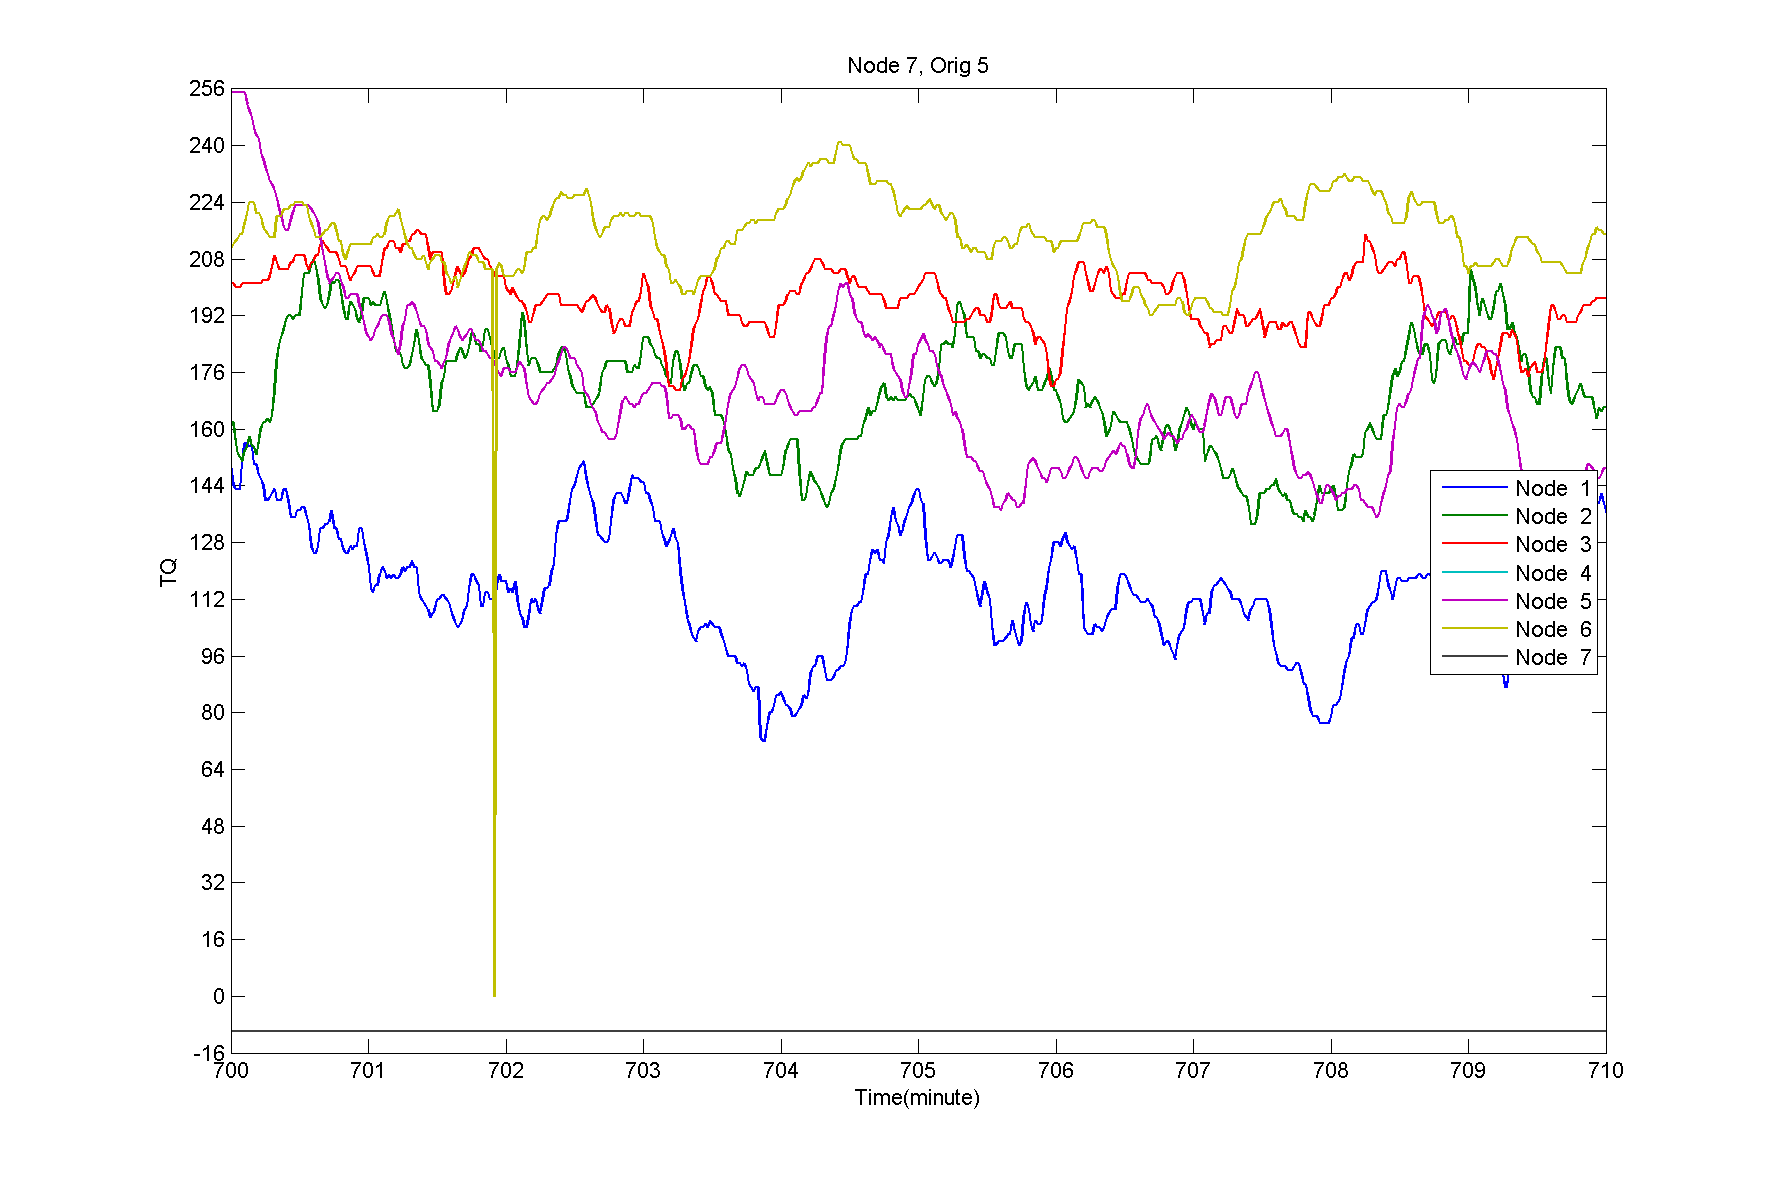 Node 7, Orig 5
256
240
224
208
192
176
160
144
128
112
96
80
64
48
32
16
0
-16
TQ
700 701 702 703 704 705 706 707 708 709 710
Time(minute)
Node 1
Node 2
Node 3
Node 4
Node 5
Node 6
Node 7